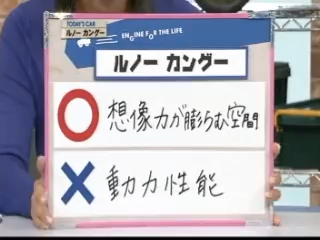 TODAY'S CAR
ルノー カングー
ENGINE FOR THE LIFE
ルノー カングー
想像力が膨らむ空間
動力性能